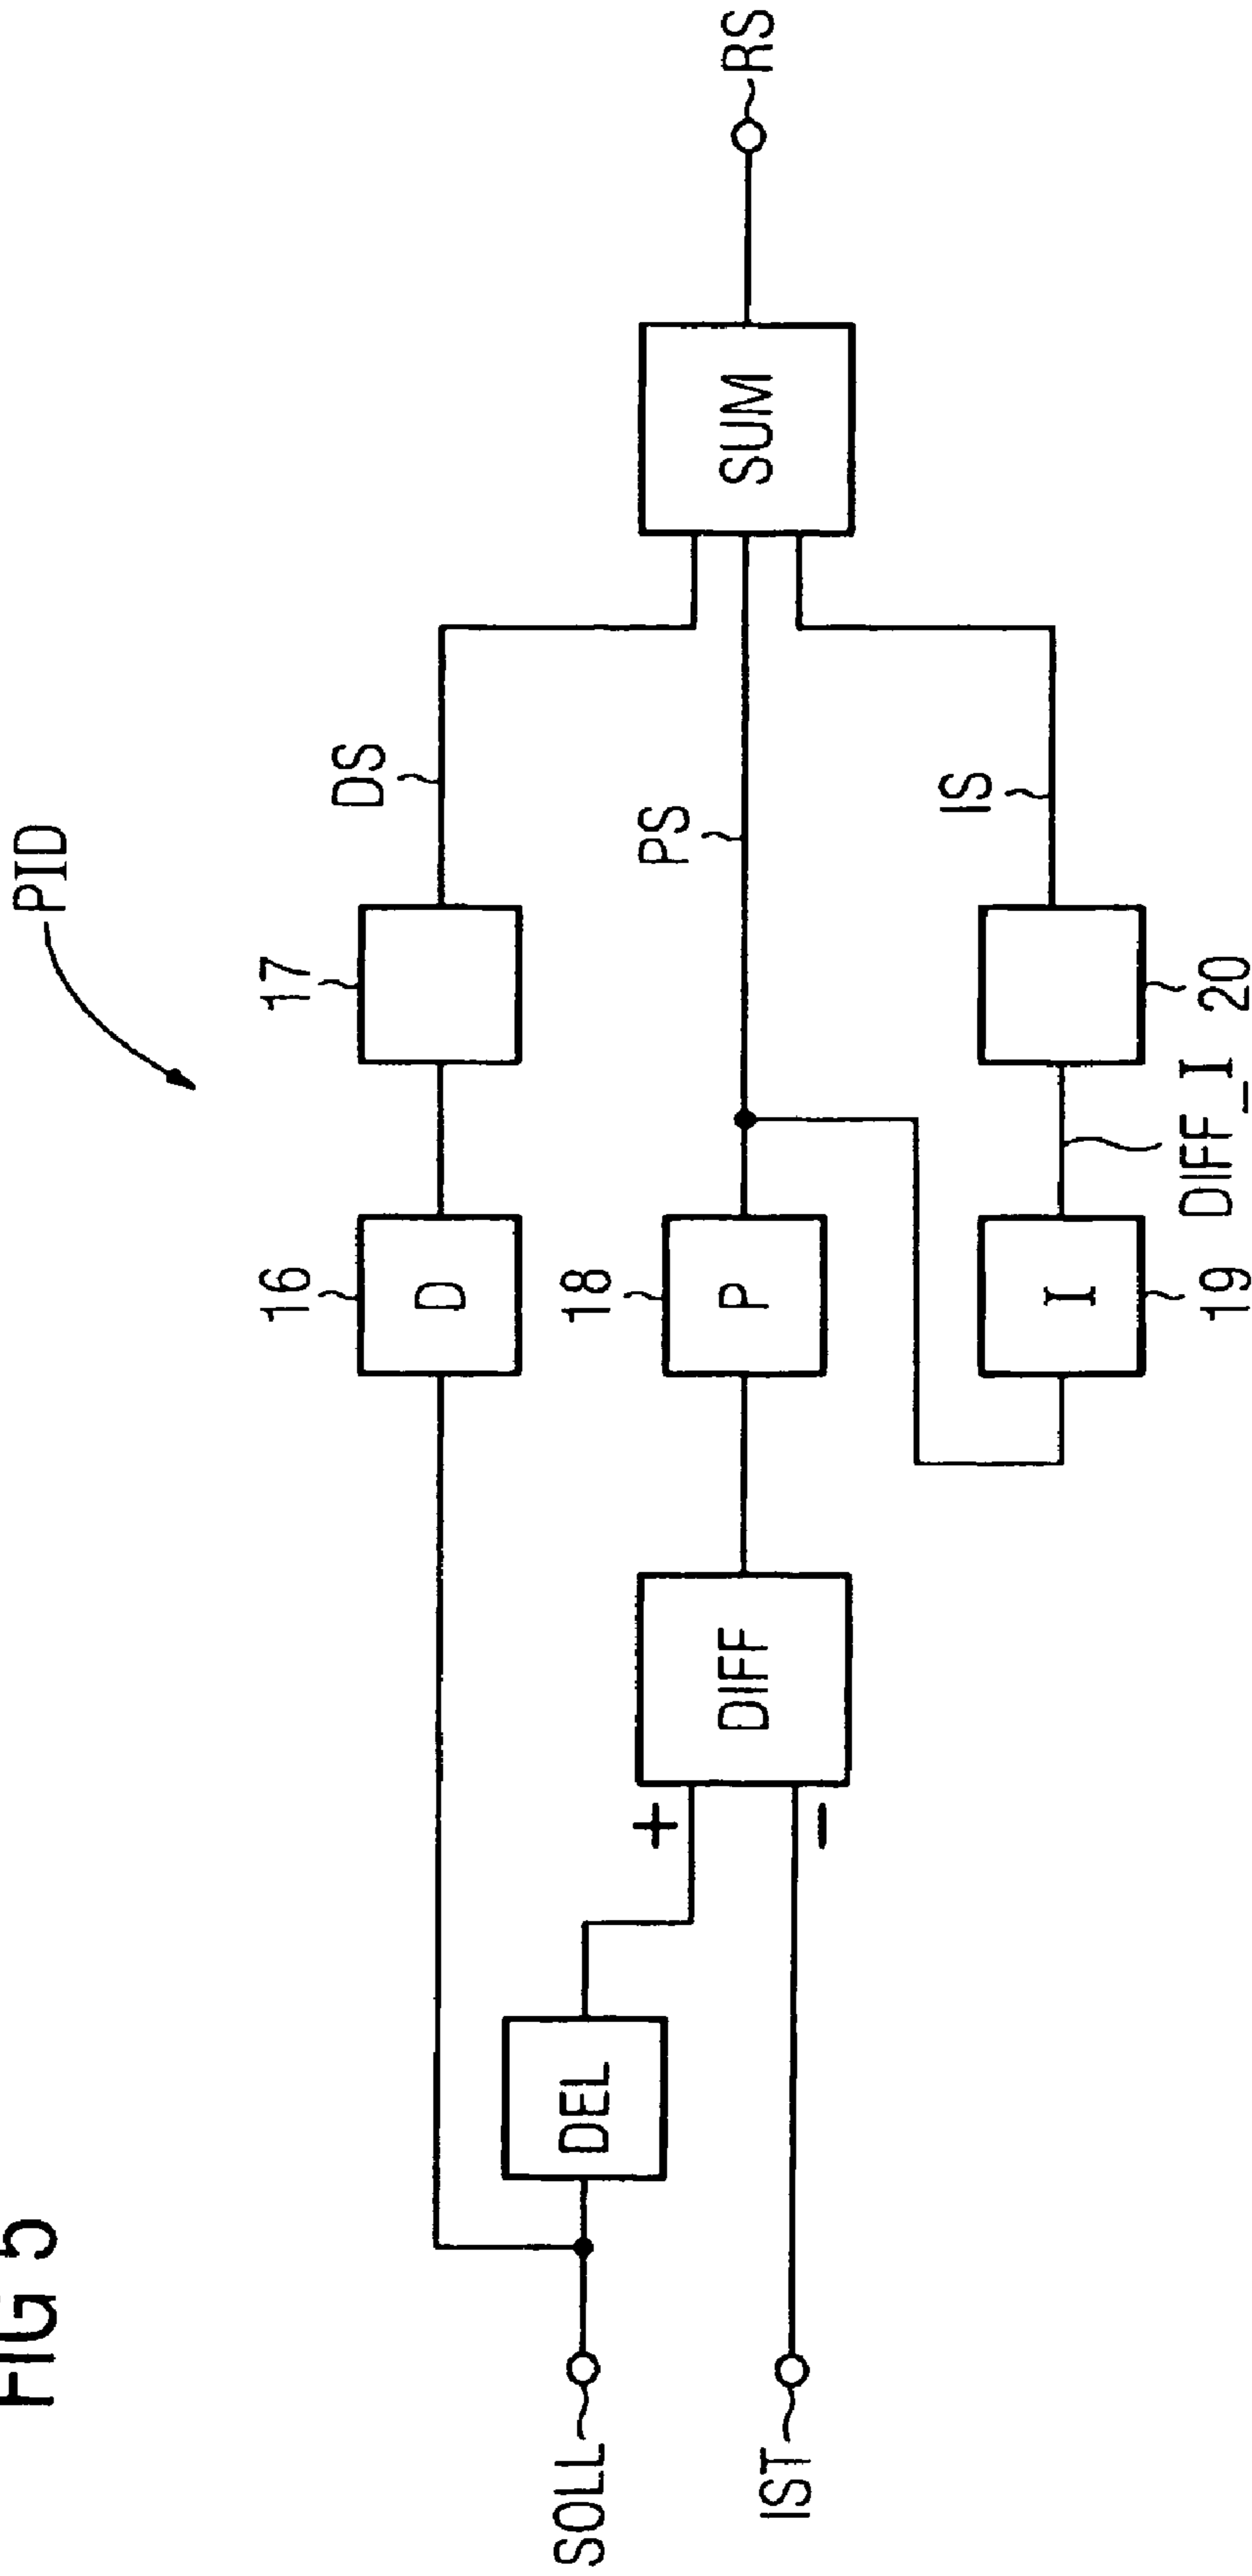 FIG 5
PID
16
D
17
DS
SOLL
DEL
+
DIFF
18
P
PS
SUM
RS
IST
−
I
19
DIFF_I
20
IS